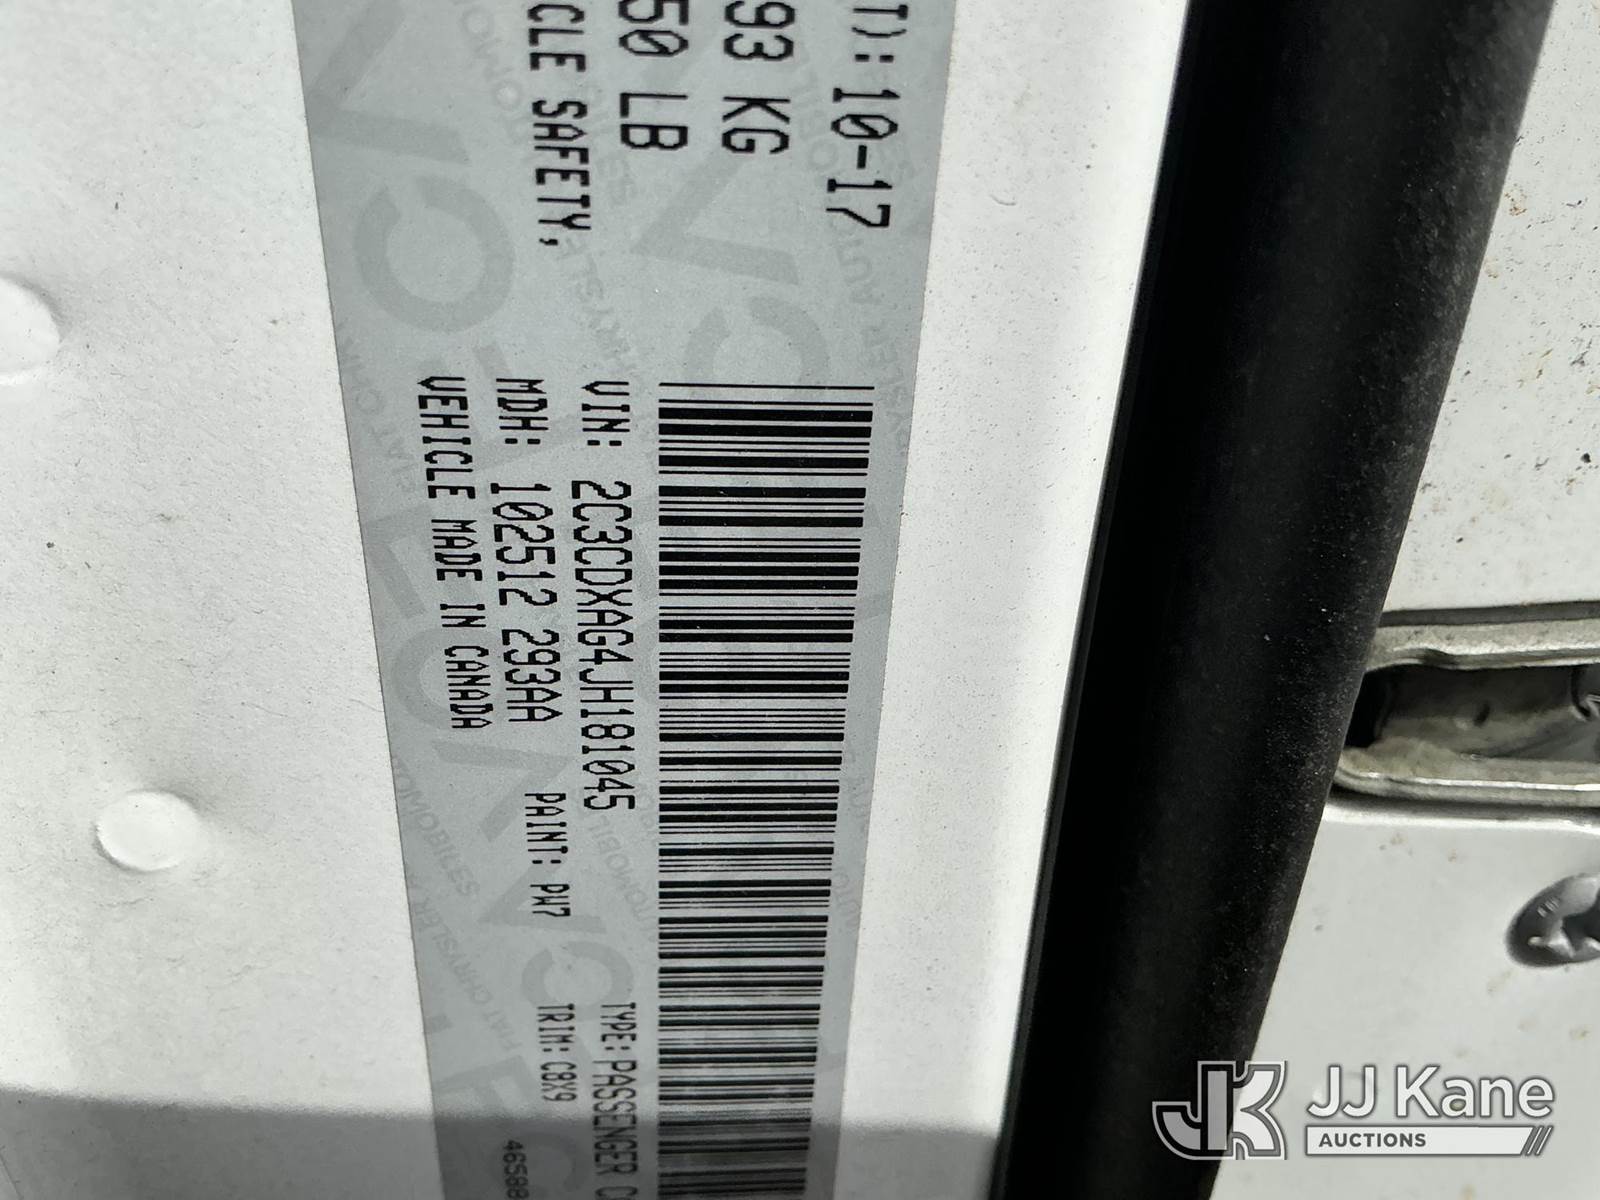 T): 10-17
93 KG
50 LB
CLE SAFETY,
VIN: 2C3CDXAG4JH181045 TYPE: PASSENGER C
MDH: 102512 293AA PAINT: PW7 TRIM: C8X9
VEHICLE MADE IN CANADA
46588
JJ Kane
AUCTIONS